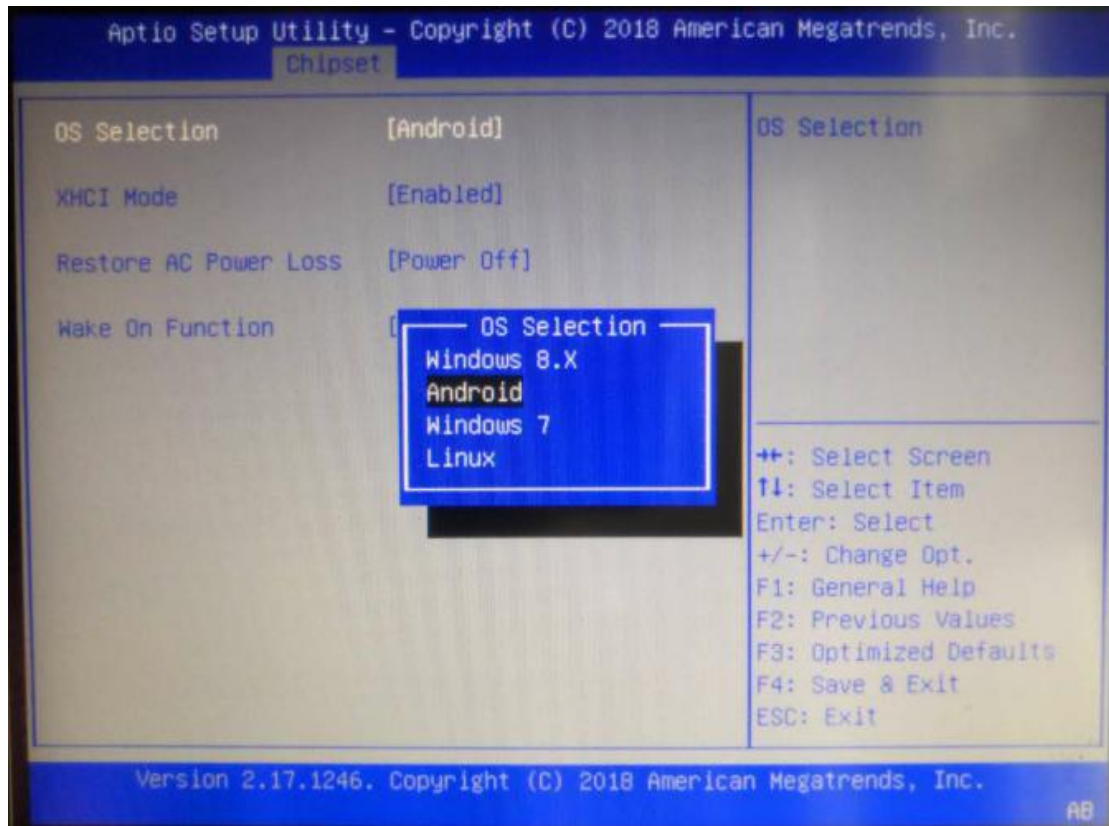 Aptio Setup Utility – Copyright (C) 2018 American Megatrends, Inc.
Chipset
OS Selection [Android]
XHCI Mode [Enabled]
Restore AC Power Loss [Power Off]
Wake On Function [
OS Selection
Windows 8.X
Android
Windows 7
Linux
OS Selection
→←: Select Screen
↑↓: Select Item
Enter: Select
+/-: Change Opt.
F1: General Help
F2: Previous Values
F3: Optimized Defaults
F4: Save & Exit
ESC: Exit
Version 2.17.1246. Copyright (C) 2018 American Megatrends, Inc.
AB